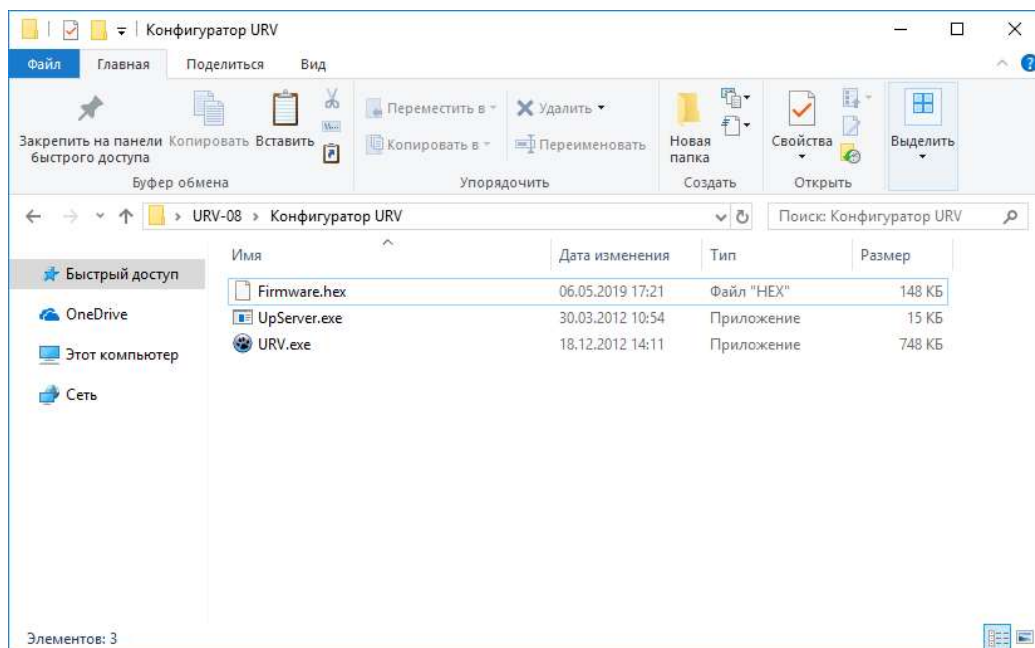 Конфигуратор URV
Файл Главная Поделиться Вид
Закрепить на панели быстрого доступа
Копировать
Вставить
Буфер обмена
Переместить в
Копировать в
Удалить
Переименовать
Упорядочить
Новая папка
Создать
Свойства
Открыть
Выделить
URV-08 > Конфигуратор URV
Поиск: Конфигуратор URV
Быстрый доступ
OneDrive
Этот компьютер
Сеть
Имя Дата изменения Тип Размер
Firmware.hex 06.05.2019 17:21 Файл "HEX" 148 КБ
UpServer.exe 30.03.2012 10:54 Приложение 15 КБ
URV.exe 18.12.2012 14:11 Приложение 748 КБ
Элементов: 3